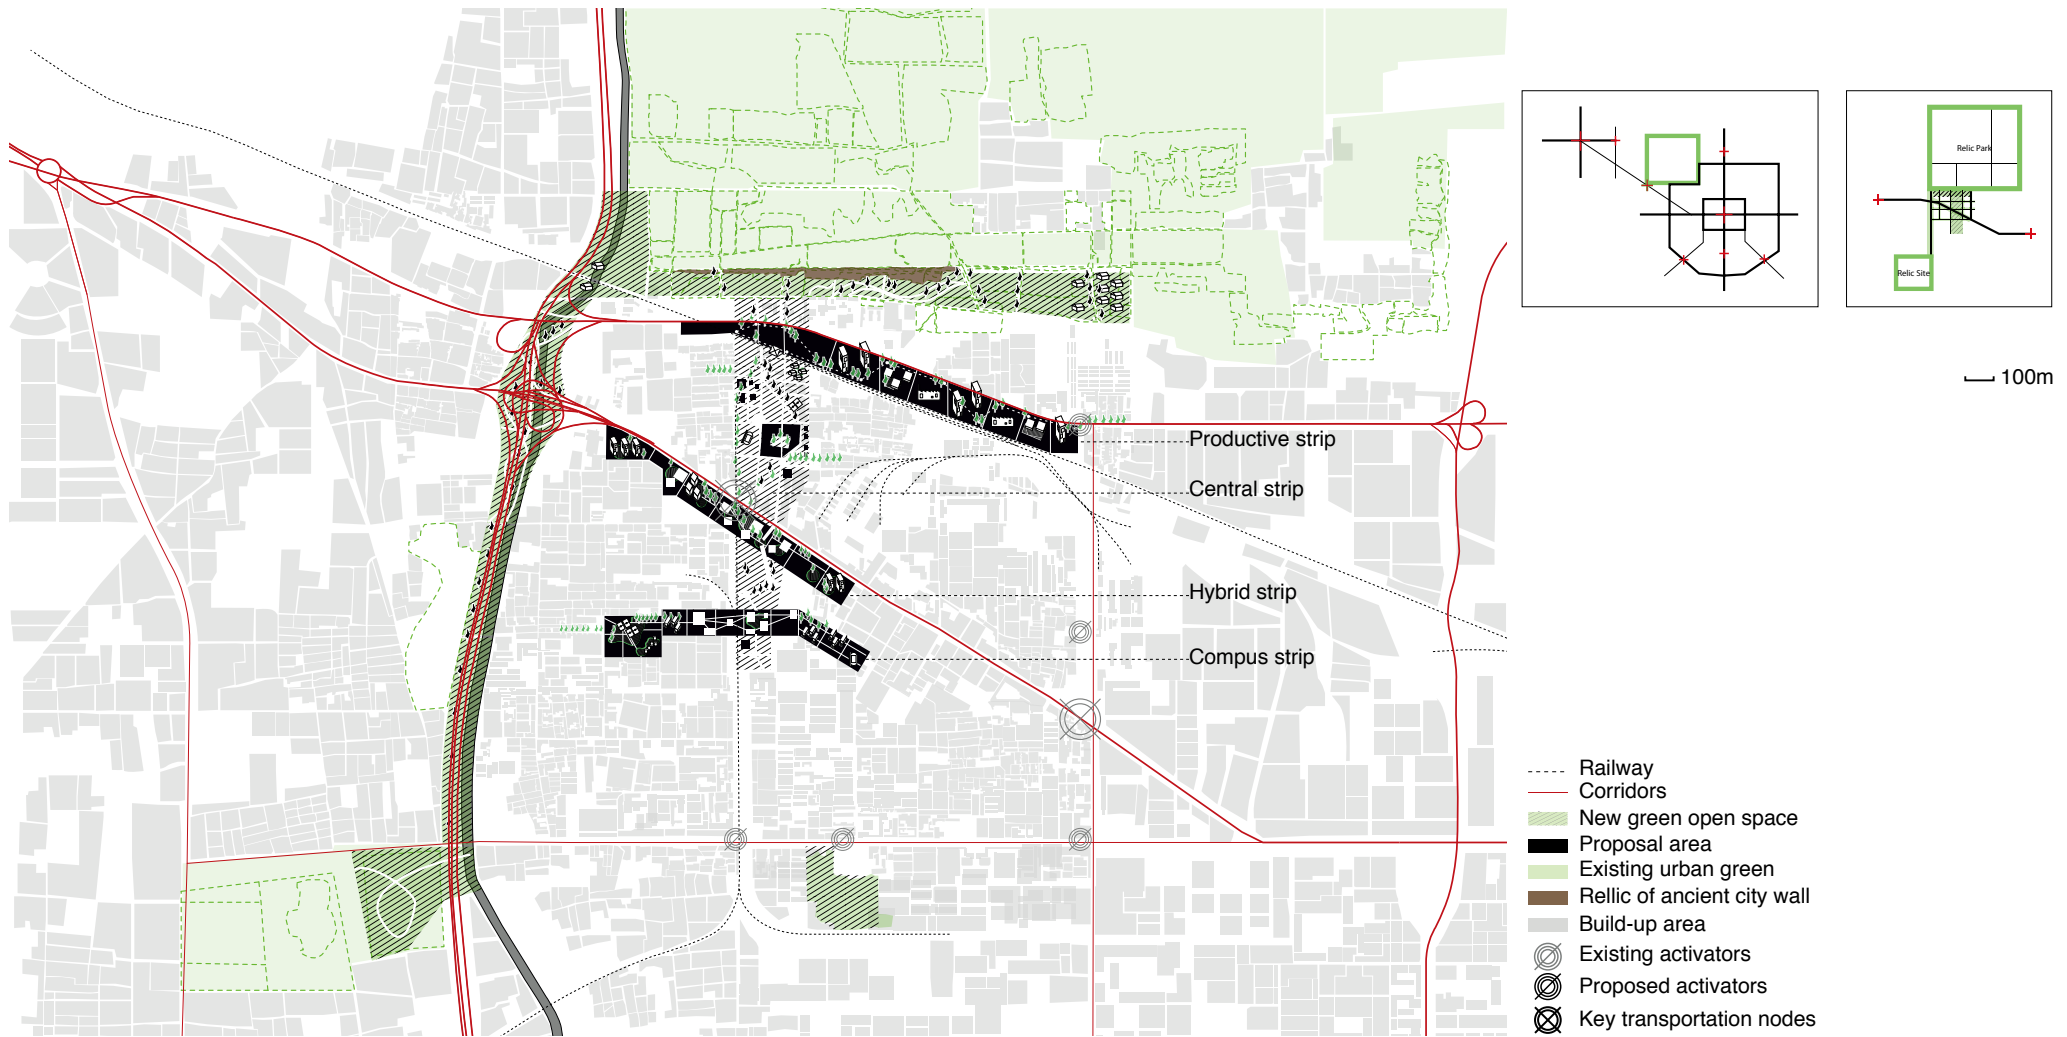 Relic Park
Relic Site
100m
Productive strip
Central strip
Hybrid strip
Compus strip
Railway
Corridors
New green open space
Proposal area
Existing urban green
Rellic of ancient city wall
Build-up area
Existing activators
Proposed activators
Key transportation nodes